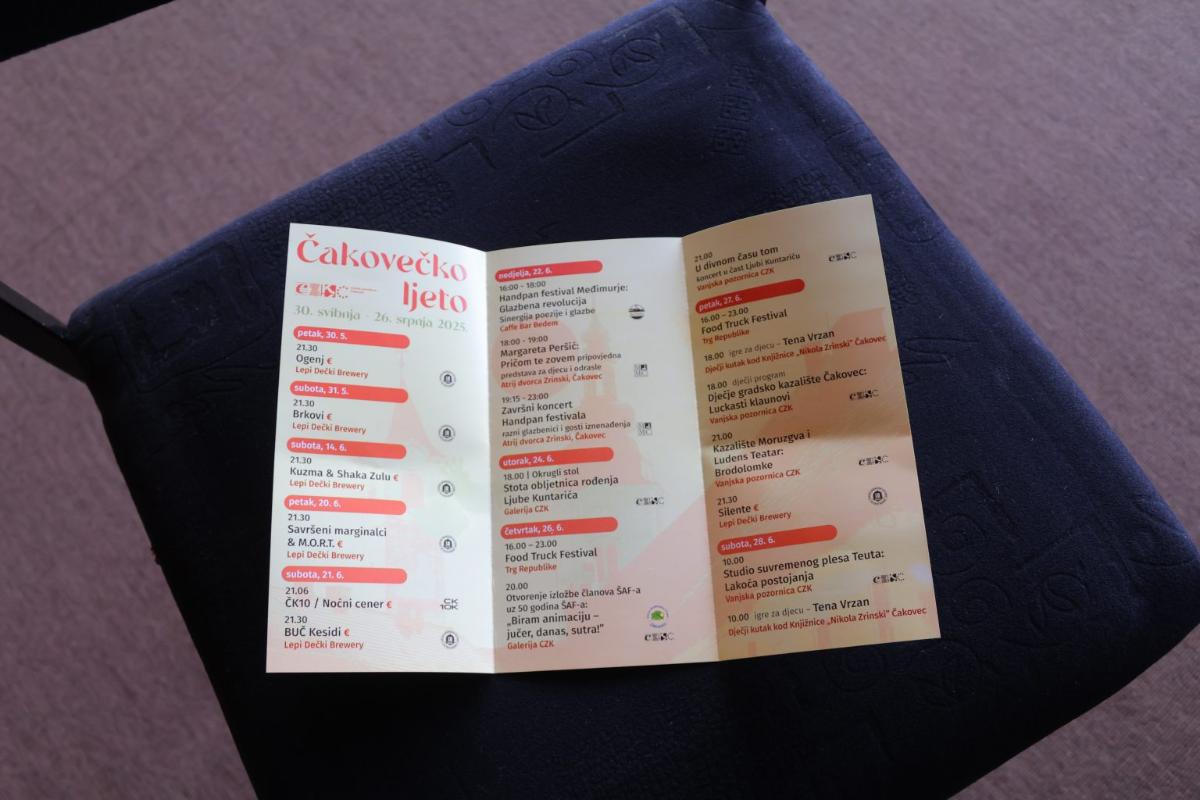 Čakovečko
ljeto
30. svibnja - 26. srpnja 2025.
petak, 30. 5.
21.30
Ogenj €
Lepi Dečki Brewery
subota, 31. 5.
21.30
Brkovi €
Lepi Dečki Brewery
subota, 14. 6.
21.30
Kuzma & Shaka Zulu €
Lepi Dečki Brewery
petak, 20. 6.
21.30
Savršeni marginalci
& M.O.R.T. €
Lepi Dečki Brewery
subota, 21. 6.
21,06
ČK10 / Noćni cener €
CK
10K
21.30
BUČ Kesidi €
Lepi Dečki Brewery
nedjelja, 22. 6.
16:00 - 18:00
Handpan festival Međimurje:
Glazbena revolucija
Sinergija poezije i glazbe
Caffe Bar Bedem
18:00 - 19:00
Margareta Peršić:
Pričom te zovem pripovjedna
predstava za djecu i odrasle
Atrij dvorca Zrinski, Čakovec
19:15 - 23:00
Završni koncert
Handpan festivala
razni glazbenici i gosti iznenađenja
Atrij dvorca Zrinski, Čakovec
utorak, 24. 6.
18.00 | Okrugli stol
Stota obljetnica rođenja
Ljube Kuntarića
Galerija CZK
četvrtak, 26. 6.
16.00 – 23.00
Food Truck Festival
Trg Republike
20.00
Otvorenje izložbe članova ŠAF-a
uz 50 godina ŠAF-a:
„Biram animaciju –
jučer, danas, sutra!”
Galerija CZK
21.00
U divnom času tom
koncert u čast Ljubi Kuntariću
Vanjska pozornica CZK
petak, 27. 6.
16.00 – 23.00
Food Truck Festival
Trg Republike
18.00 igre za djecu – Tena Vrzan
Dječji kutak kod Knjižnice „Nikola Zrinski” Čakovec
18.00 dječji program
Dječje gradsko kazalište Čakovec:
Luckasti klaunovi
Vanjska pozornica CZK
21.00
Kazalište Moruzgva i
Ludens Teatar:
Brodolomke
Vanjska pozornica CZK
21.30
Silente €
Lepi Dečki Brewery
subota, 28. 6.
10.00
Studio suvremenog plesa Teuta:
Lakoća postojanja
Vanjska pozornica CZK
10.00 igre za djecu – Tena Vrzan
Dječji kutak kod Knjižnice „Nikola Zrinski” Čakovec